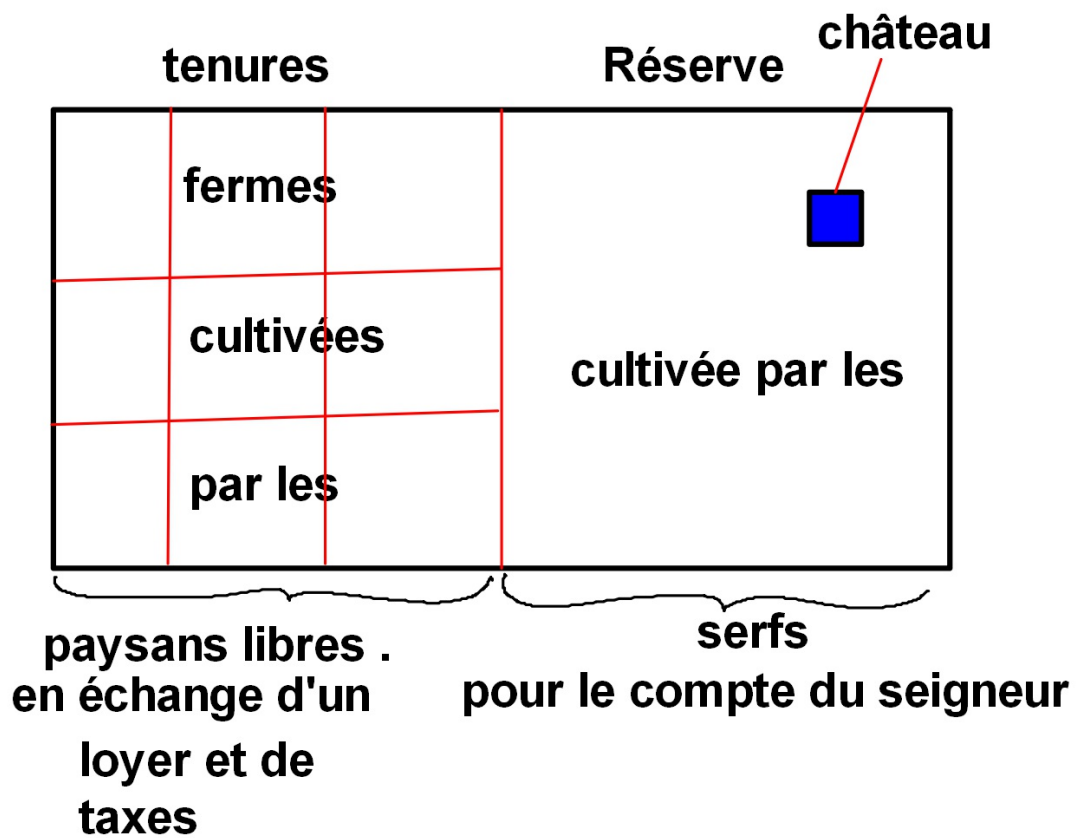 tenures
Réserve
château
fermes
cultivées
par les
cultivée par les
paysans libres .
en échange d'un
loyer et de
taxes
serfs
pour le compte du seigneur